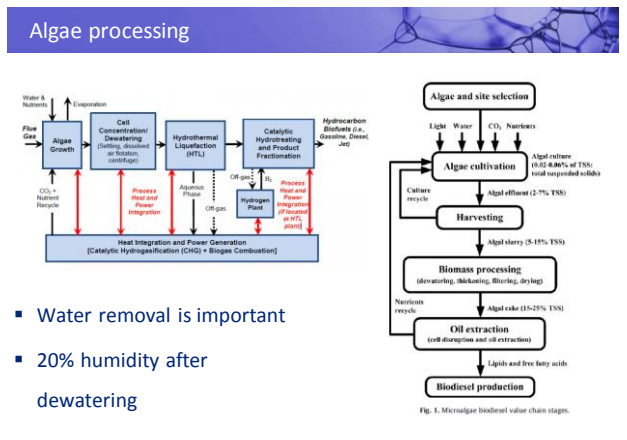 Algae processing
Water &
Nutrients
Evaporation
Flue
Gas
Algae
Growth
Cell
Concentration/
Dewatering
(Settling, dissolved
air flotation,
centrifuge)
Hydrothermal
Liquefaction
(HTL)
Catalytic
Hydrotreating
and Product
Fractionation
Hydrocarbon
Biofuels (i.e.,
Gasoline, Diesel,
Jet)
CO₂ +
Nutrient
Recycle
Process
Heat and
Power
Integration
Aqueous
Phase
Off-gas
Off-gas
H₂
Hydrogen
Plant
Process
Heat and
Power
Integration
(if located
at HTL
plant)
Heat Integration and Power Generation
[Catalytic Hydrogasification (CHG) + Biogas Combustion]
Water removal is important
20% humidity after
dewatering
Algae and site selection
Light Water CO₂ Nutrients
Algae cultivation
Algal culture
(0.02-0.06% of TSS:
total suspended solids)
Culture
recycle
Algal effluent (2-7% TSS)
Harvesting
Algal slurry (5-15% TSS)
Biomass processing
(dewatering, thickening, filtering, drying)
Nutrients
recycle
Algal cake (15-25% TSS)
Oil extraction
(cell disruption and oil extraction)
Lipids and free fatty acids
Biodiesel production
Fig. 1. Microalgae biodiesel value chain stages.